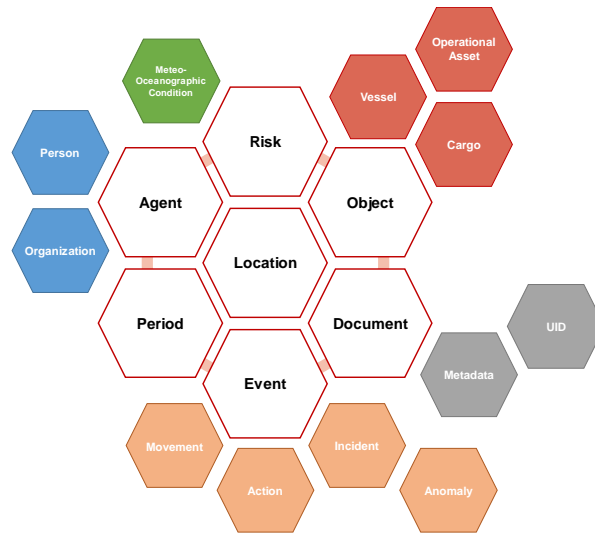 Operational
Asset
Meteo-
Oceanographic
Condition
Vessel
Risk
Cargo
Person
Agent
Object
Organization
Location
Period
Document
UID
Metadata
Event
Movement
Incident
Action
Anomaly